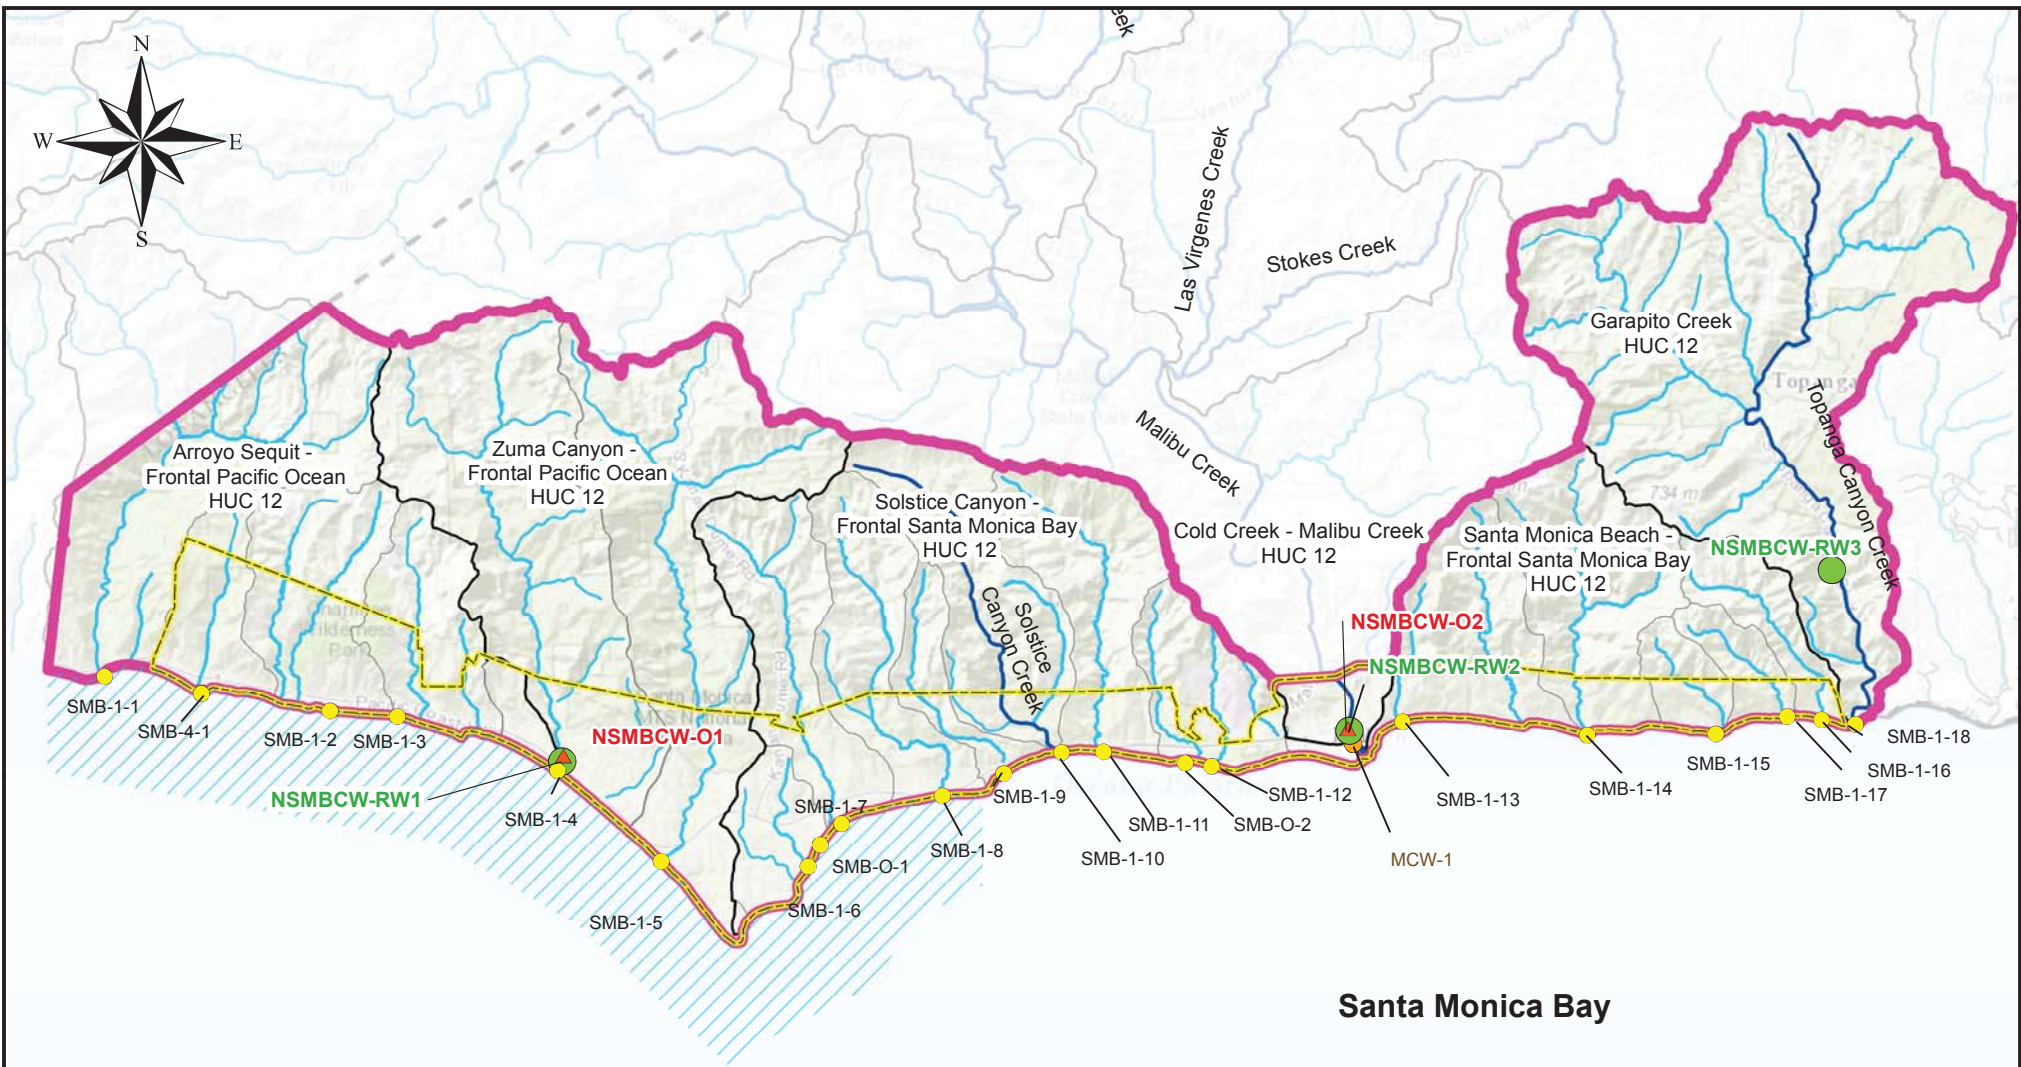 N
W
E
S
eek
Las Virgenes Creek
Stokes Creek
Malibu Creek
Garapito Creek
HUC 12
Topanga
Topanga Canyon Creek
Arroyo Sequit -
Frontal Pacific Ocean
HUC 12
Zuma Canyon -
Frontal Pacific Ocean
HUC 12
Solstice Canyon -
Frontal Santa Monica Bay
HUC 12
Cold Creek - Malibu Creek
HUC 12
Santa Monica Beach -
Frontal Santa Monica Bay
HUC 12
734 m
NSMBCW-RW3
Solstice
Canyon Creek
NSMBCW-O2
NSMBCW-RW2
NSMBCW-O1
NSMBCW-RW1
SMB-1-1
SMB-4-1
SMB-1-2
SMB-1-3
SMB-1-4
SMB-1-5
SMB-1-6
SMB-O-1
SMB-1-7
SMB-1-8
SMB-1-9
SMB-1-10
SMB-1-11
SMB-O-2
SMB-1-12
MCW-1
SMB-1-13
SMB-1-14
SMB-1-15
SMB-1-17
SMB-1-16
SMB-1-18
Santa Monica Bay